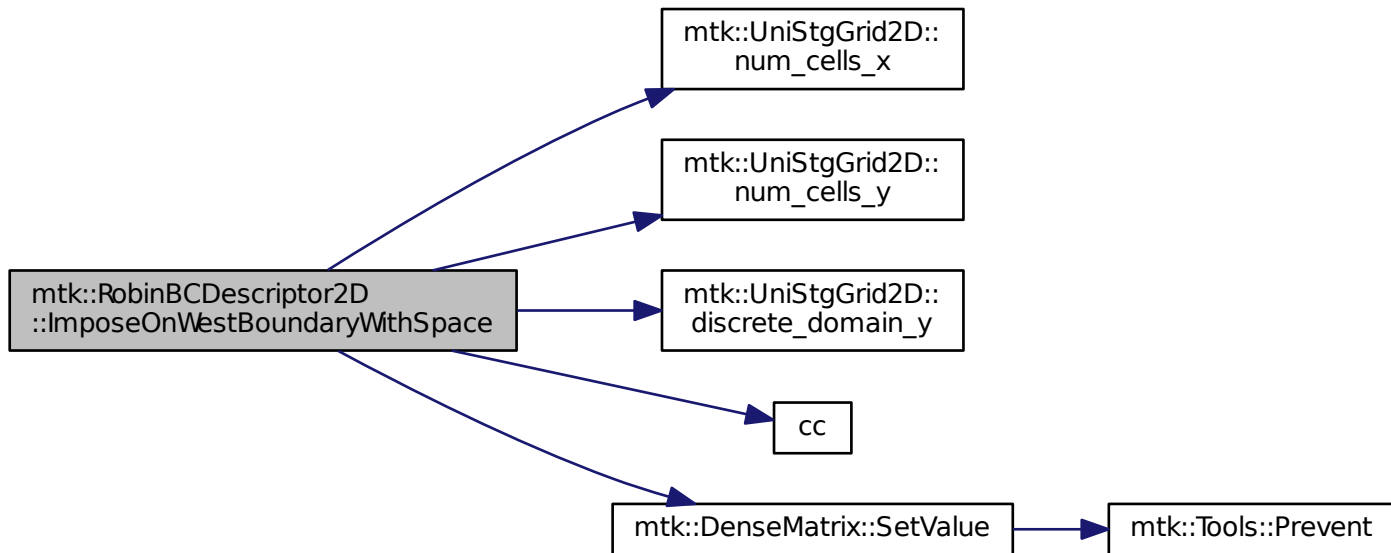 mtk::UniStgGrid2D::
num_cells_x
mtk::UniStgGrid2D::
num_cells_y
mtk::RobinBCDescriptor2D
::ImposeOnWestBoundaryWithSpace
mtk::UniStgGrid2D::
discrete_domain_y
cc
mtk::DenseMatrix::SetValue
mtk::Tools::Prevent